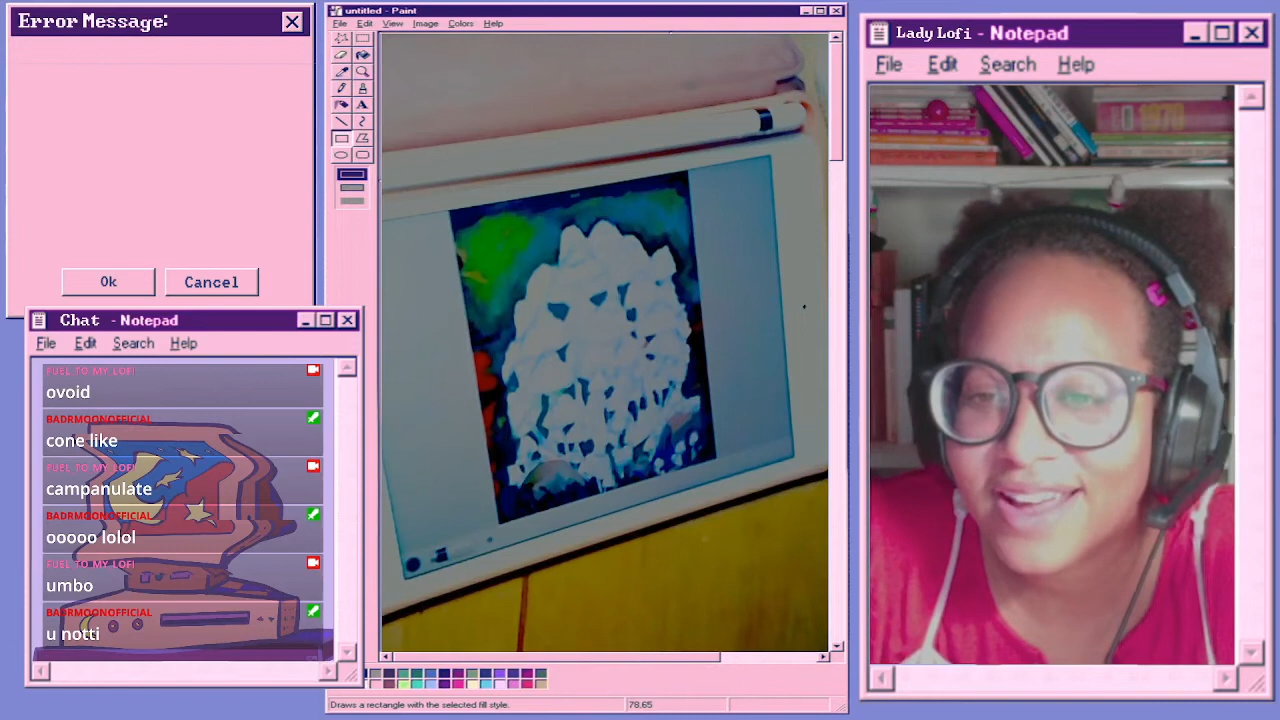 Error Message:
Ok
Cancel
untitled - Paint
File Edit View Image Colors Help
Draws a rectangle with the selected fill style.
78,65
Chat - Notepad
File Edit Search Help
FUEL TO MY LOFI
ovoid
BADRMOONOFFICIAL
cone like
FUEL TO MY LOFI
campanulate
BADRMOONOFFICIAL
ooooo lolol
FUEL TO MY LOFI
umbo
BADRMOONOFFICIAL
u notti
Lady Lofi - Notepad
File Edit Search Help
1970